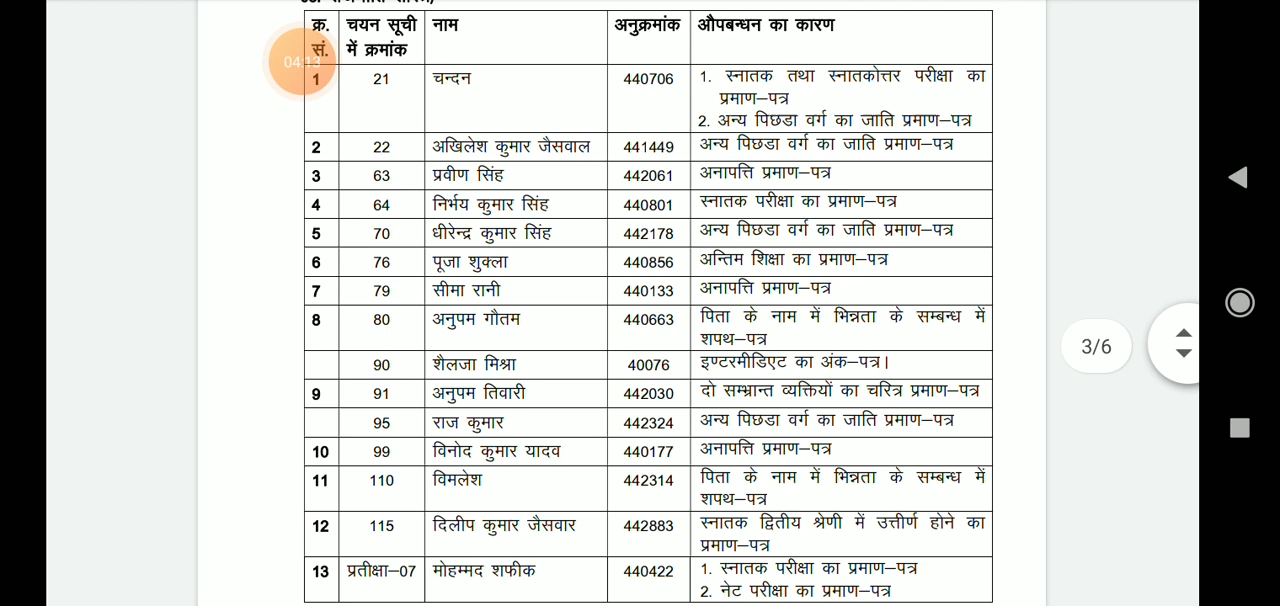 क्र. सं. चयन सूची में क्रमांक नाम अनुक्रमांक औपबन्धन का कारण
04:13
1 21 चन्दन 440706 1. स्नातक तथा स्नातकोत्तर परीक्षा का
प्रमाण–पत्र
2. अन्य पिछडा वर्ग का जाति प्रमाण–पत्र
2 22 अखिलेश कुमार जैसवाल 441449 अन्य पिछडा वर्ग का जाति प्रमाण–पत्र
3 63 प्रवीण सिंह 442061 अनापत्ति प्रमाण–पत्र
4 64 निर्भय कुमार सिंह 440801 स्नातक परीक्षा का प्रमाण–पत्र
5 70 धीरेन्द्र कुमार सिंह 442178 अन्य पिछडा वर्ग का जाति प्रमाण–पत्र
6 76 पूजा शुक्ला 440856 अन्तिम शिक्षा का प्रमाण–पत्र
7 79 सीमा रानी 440133 अनापत्ति प्रमाण–पत्र
8 80 अनुपम गौतम 440663 पिता के नाम में भिन्नता के सम्बन्ध में
शपथ–पत्र
90 शैलजा मिश्रा 40076 इण्टरमीडिएट का अंक–पत्र।
9 91 अनुपम तिवारी 442030 दो सम्भ्रान्त व्यक्तियों का चरित्र प्रमाण–पत्र
95 राज कुमार 442324 अन्य पिछडा वर्ग का जाति प्रमाण–पत्र
10 99 विनोद कुमार यादव 440177 अनापत्ति प्रमाण–पत्र
11 110 विमलेश 442314 पिता के नाम में भिन्नता के सम्बन्ध में
शपथ–पत्र
12 115 दिलीप कुमार जैसवार 442883 स्नातक द्वितीय श्रेणी में उत्तीर्ण होने का
प्रमाण–पत्र
13 प्रतीक्षा–07 मोहम्मद शफीक 440422 1. स्नातक परीक्षा का प्रमाण–पत्र
2. नेट परीक्षा का प्रमाण–पत्र
3/6